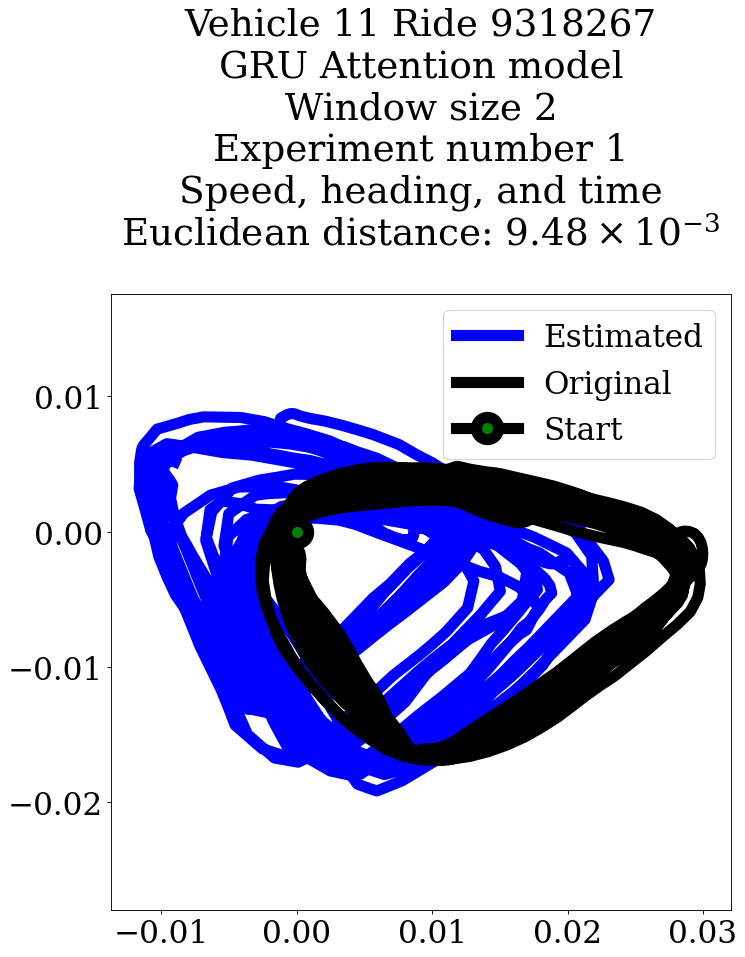 Vehicle 11 Ride 9318267
GRU Attention model
Window size 2
Experiment number 1
Speed, heading, and time
Euclidean distance: 9.48 × 10⁻³
Estimated
Original
Start
0.01
0.00
−0.01
−0.02
−0.01 0.00 0.01 0.02 0.03